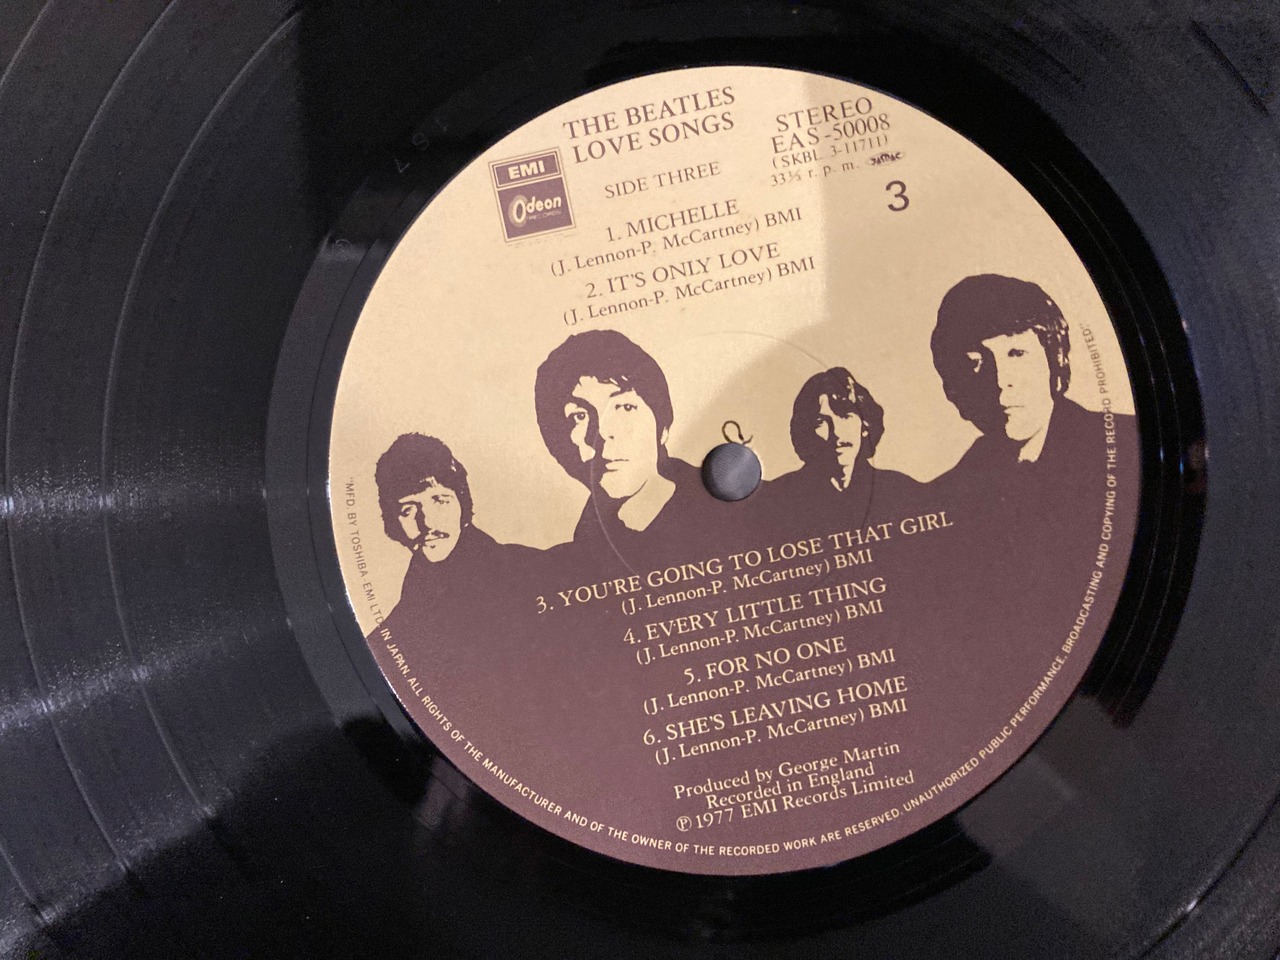 THE BEATLES
LOVE SONGS
STEREO
EAS-50008
(SKBL 3-11711)
33⅓ r. p. m.
EMI
Odeon
RECORDS
SIDE THREE
3
1. MICHELLE
(J. Lennon-P. McCartney) BMI
2. IT'S ONLY LOVE
(J. Lennon-P. McCartney) BMI
3. YOU'RE GOING TO LOSE THAT GIRL
(J. Lennon-P. McCartney) BMI
4. EVERY LITTLE THING
(J. Lennon-P. McCartney) BMI
5. FOR NO ONE
(J. Lennon-P. McCartney) BMI
6. SHE'S LEAVING HOME
(J. Lennon-P. McCartney) BMI
Produced by George Martin
Recorded in England
℗ 1977 EMI Records Limited
"MFD. BY TOSHIBA-EMI LTD. IN JAPAN. ALL RIGHTS OF THE MANUFACTURER AND OF THE OWNER OF THE RECORDED WORK ARE RESERVED. UNAUTHORIZED PUBLIC PERFORMANCE, BROADCASTING AND COPYING OF THE RECORD PROHIBITED."